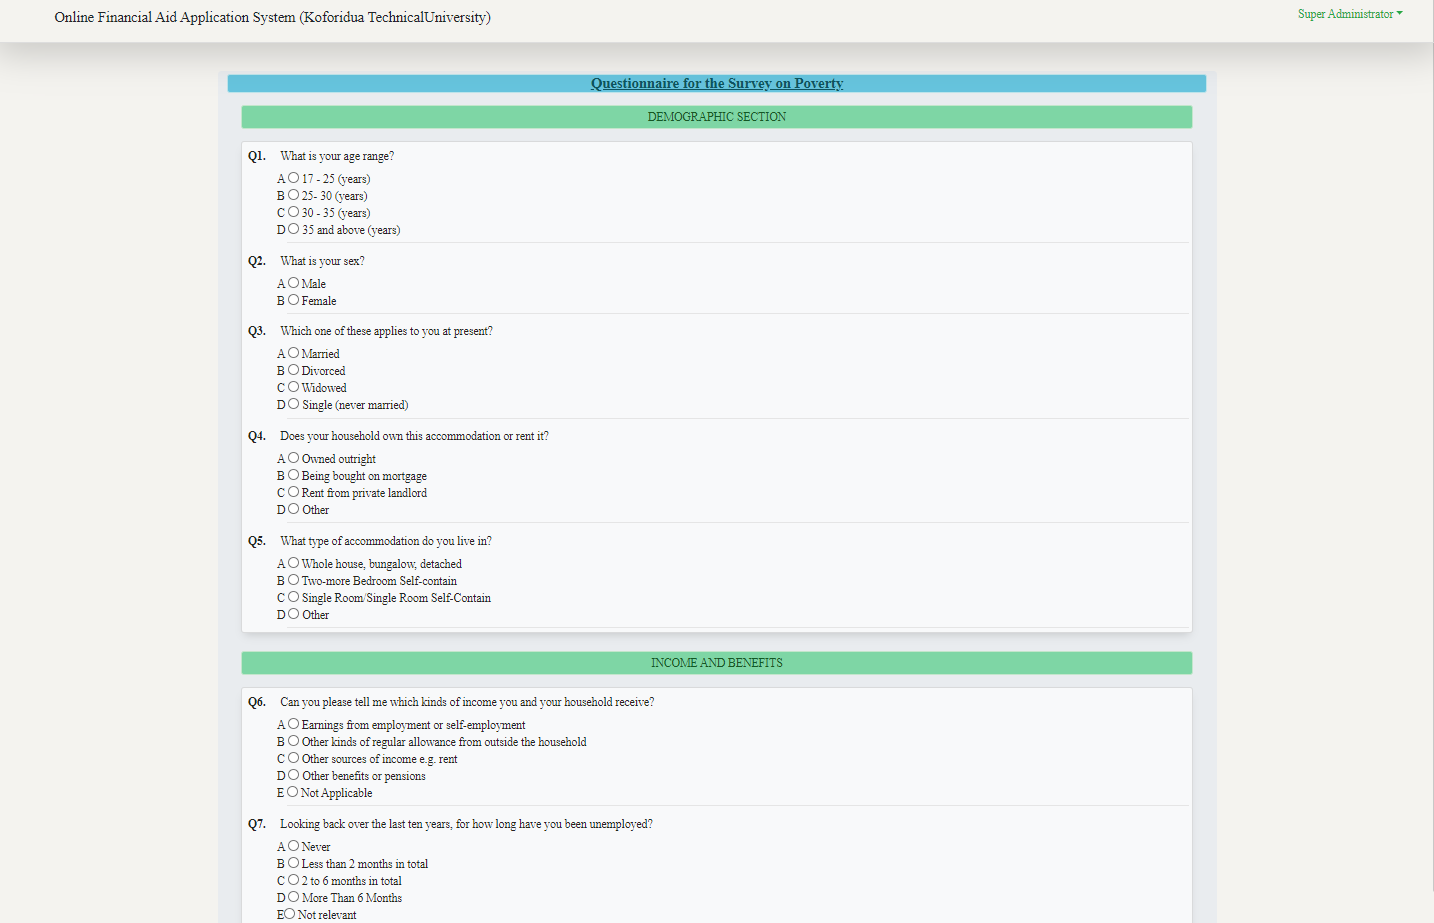 Online Financial Aid Application System (Koforidua TechnicalUniversity)
Super Administrator
Questionnaire for the Survey on Poverty
DEMOGRAPHIC SECTION
Q1. What is your age range?
A 17 - 25 (years)
B 25- 30 (years)
C 30 - 35 (years)
D 35 and above (years)
Q2. What is your sex?
A Male
B Female
Q3. Which one of these applies to you at present?
A Married
B Divorced
C Widowed
D Single (never married)
Q4. Does your household own this accommodation or rent it?
A Owned outright
B Being bought on mortgage
C Rent from private landlord
D Other
Q5. What type of accommodation do you live in?
A Whole house, bungalow, detached
B Two-more Bedroom Self-contain
C Single Room/Single Room Self-Contain
D Other
INCOME AND BENEFITS
Q6. Can you please tell me which kinds of income you and your household receive?
A Earnings from employment or self-employment
B Other kinds of regular allowance from outside the household
C Other sources of income e.g. rent
D Other benefits or pensions
E Not Applicable
Q7. Looking back over the last ten years, for how long have you been unemployed?
A Never
B Less than 2 months in total
C 2 to 6 months in total
D More Than 6 Months
E Not relevant